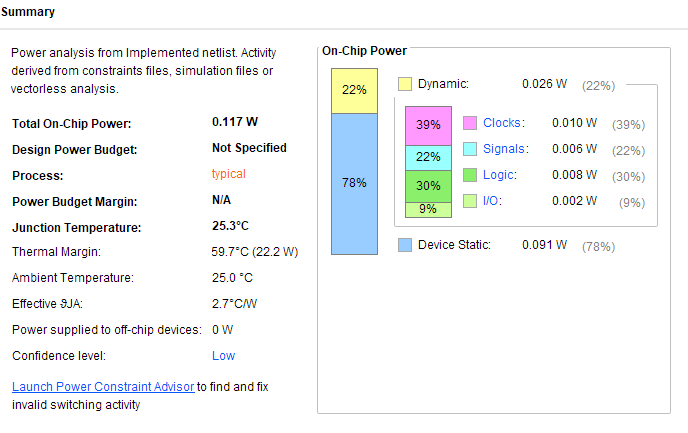 Summary
Power analysis from Implemented netlist. Activity
derived from constraints files, simulation files or
vectorless analysis.
Total On-Chip Power: 0.117 W
Design Power Budget: Not Specified
Process: typical
Power Budget Margin: N/A
Junction Temperature: 25.3°C
Thermal Margin: 59.7°C (22.2 W)
Ambient Temperature: 25.0 °C
Effective ϑJA: 2.7°C/W
Power supplied to off-chip devices: 0 W
Confidence level: Low
Launch Power Constraint Advisor to find and fix
invalid switching activity
On-Chip Power
22%
78%
Dynamic: 0.026 W (22%)
39%
22%
30%
9%
Clocks: 0.010 W (39%)
Signals: 0.006 W (22%)
Logic: 0.008 W (30%)
I/O: 0.002 W (9%)
Device Static: 0.091 W (78%)